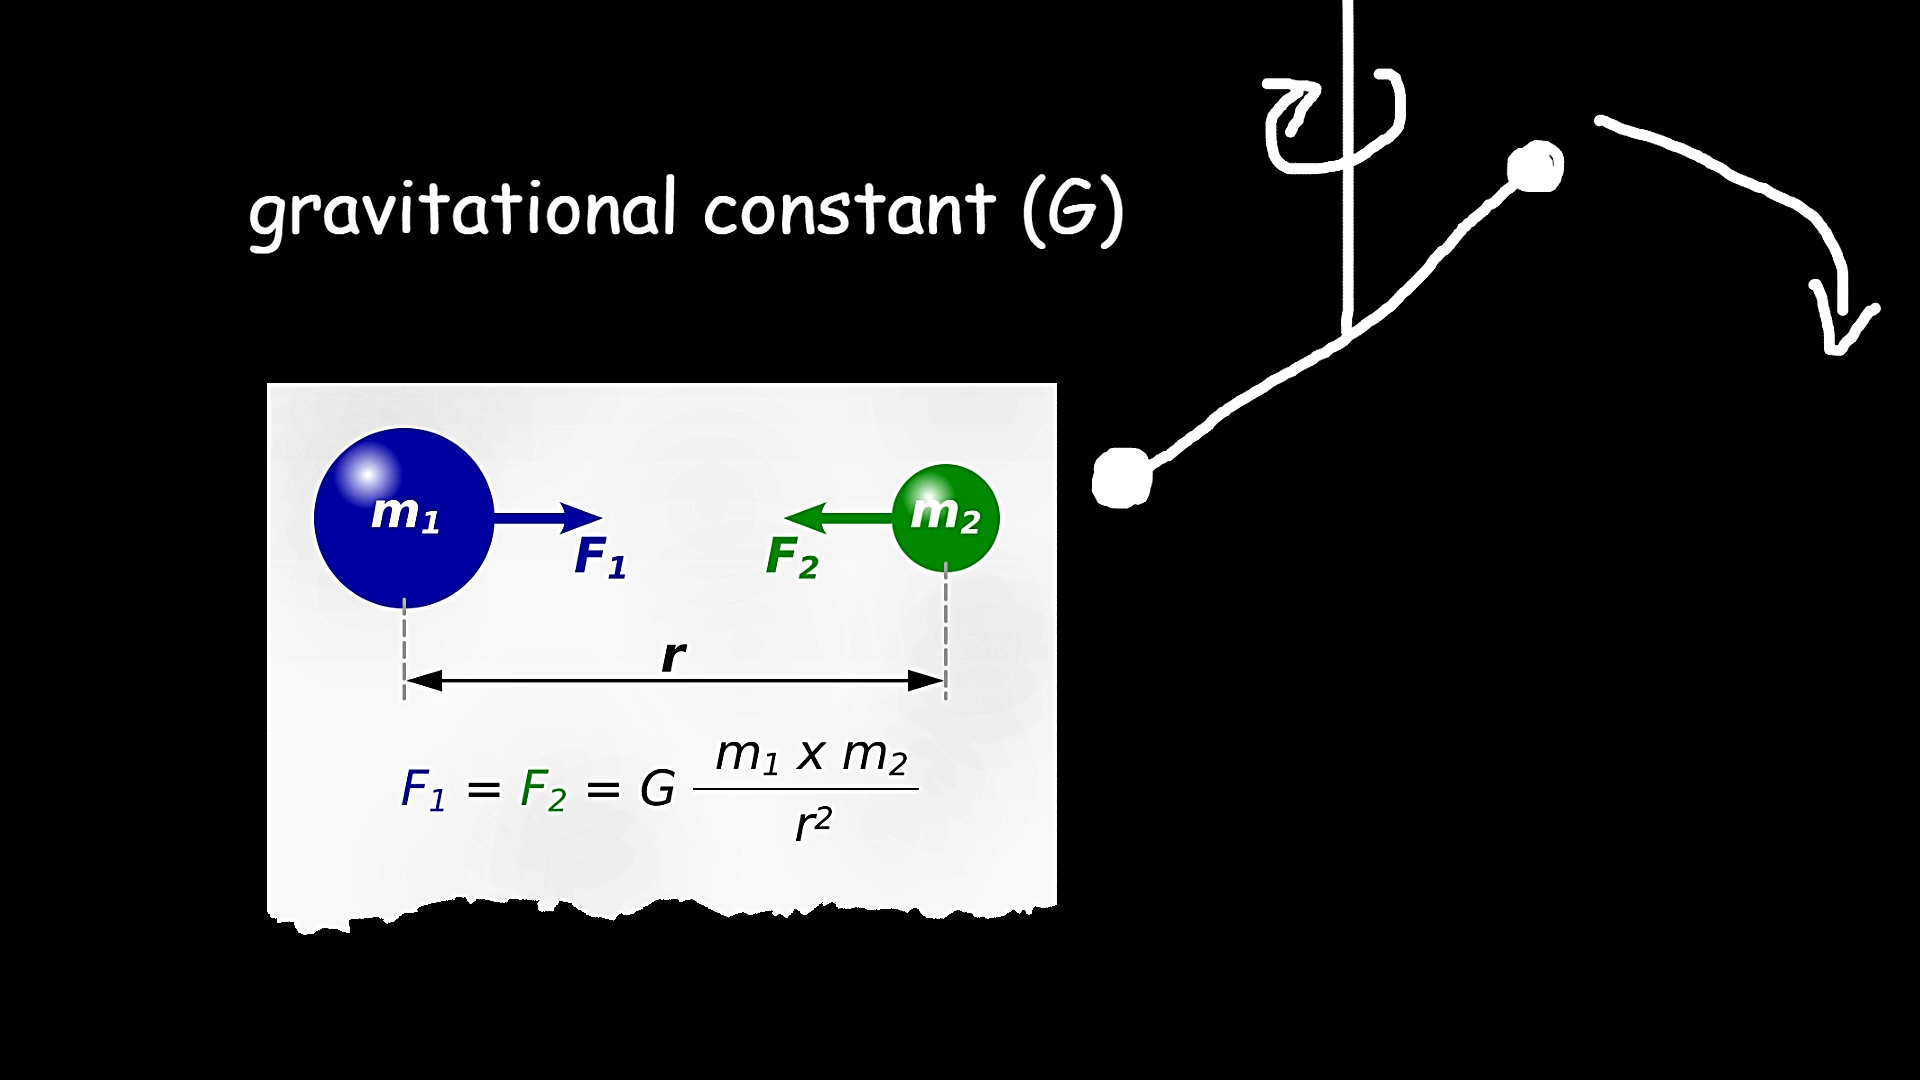 gravitational constant (G)
m₁
m₂
F₁
F₂
r
F₁ = F₂ = G m₁ x m₂
r²